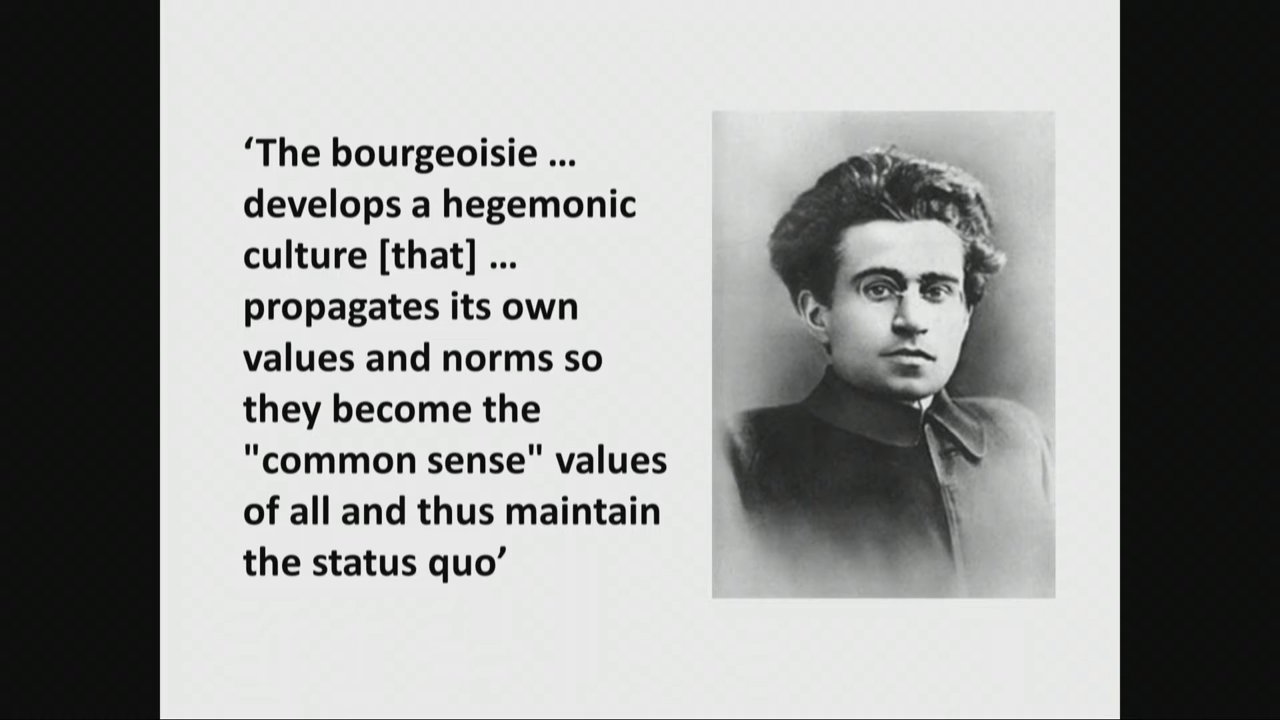 ‘The bourgeoisie ...
develops a hegemonic
culture [that] ...
propagates its own
values and norms so
they become the
"common sense" values
of all and thus maintain
the status quo’